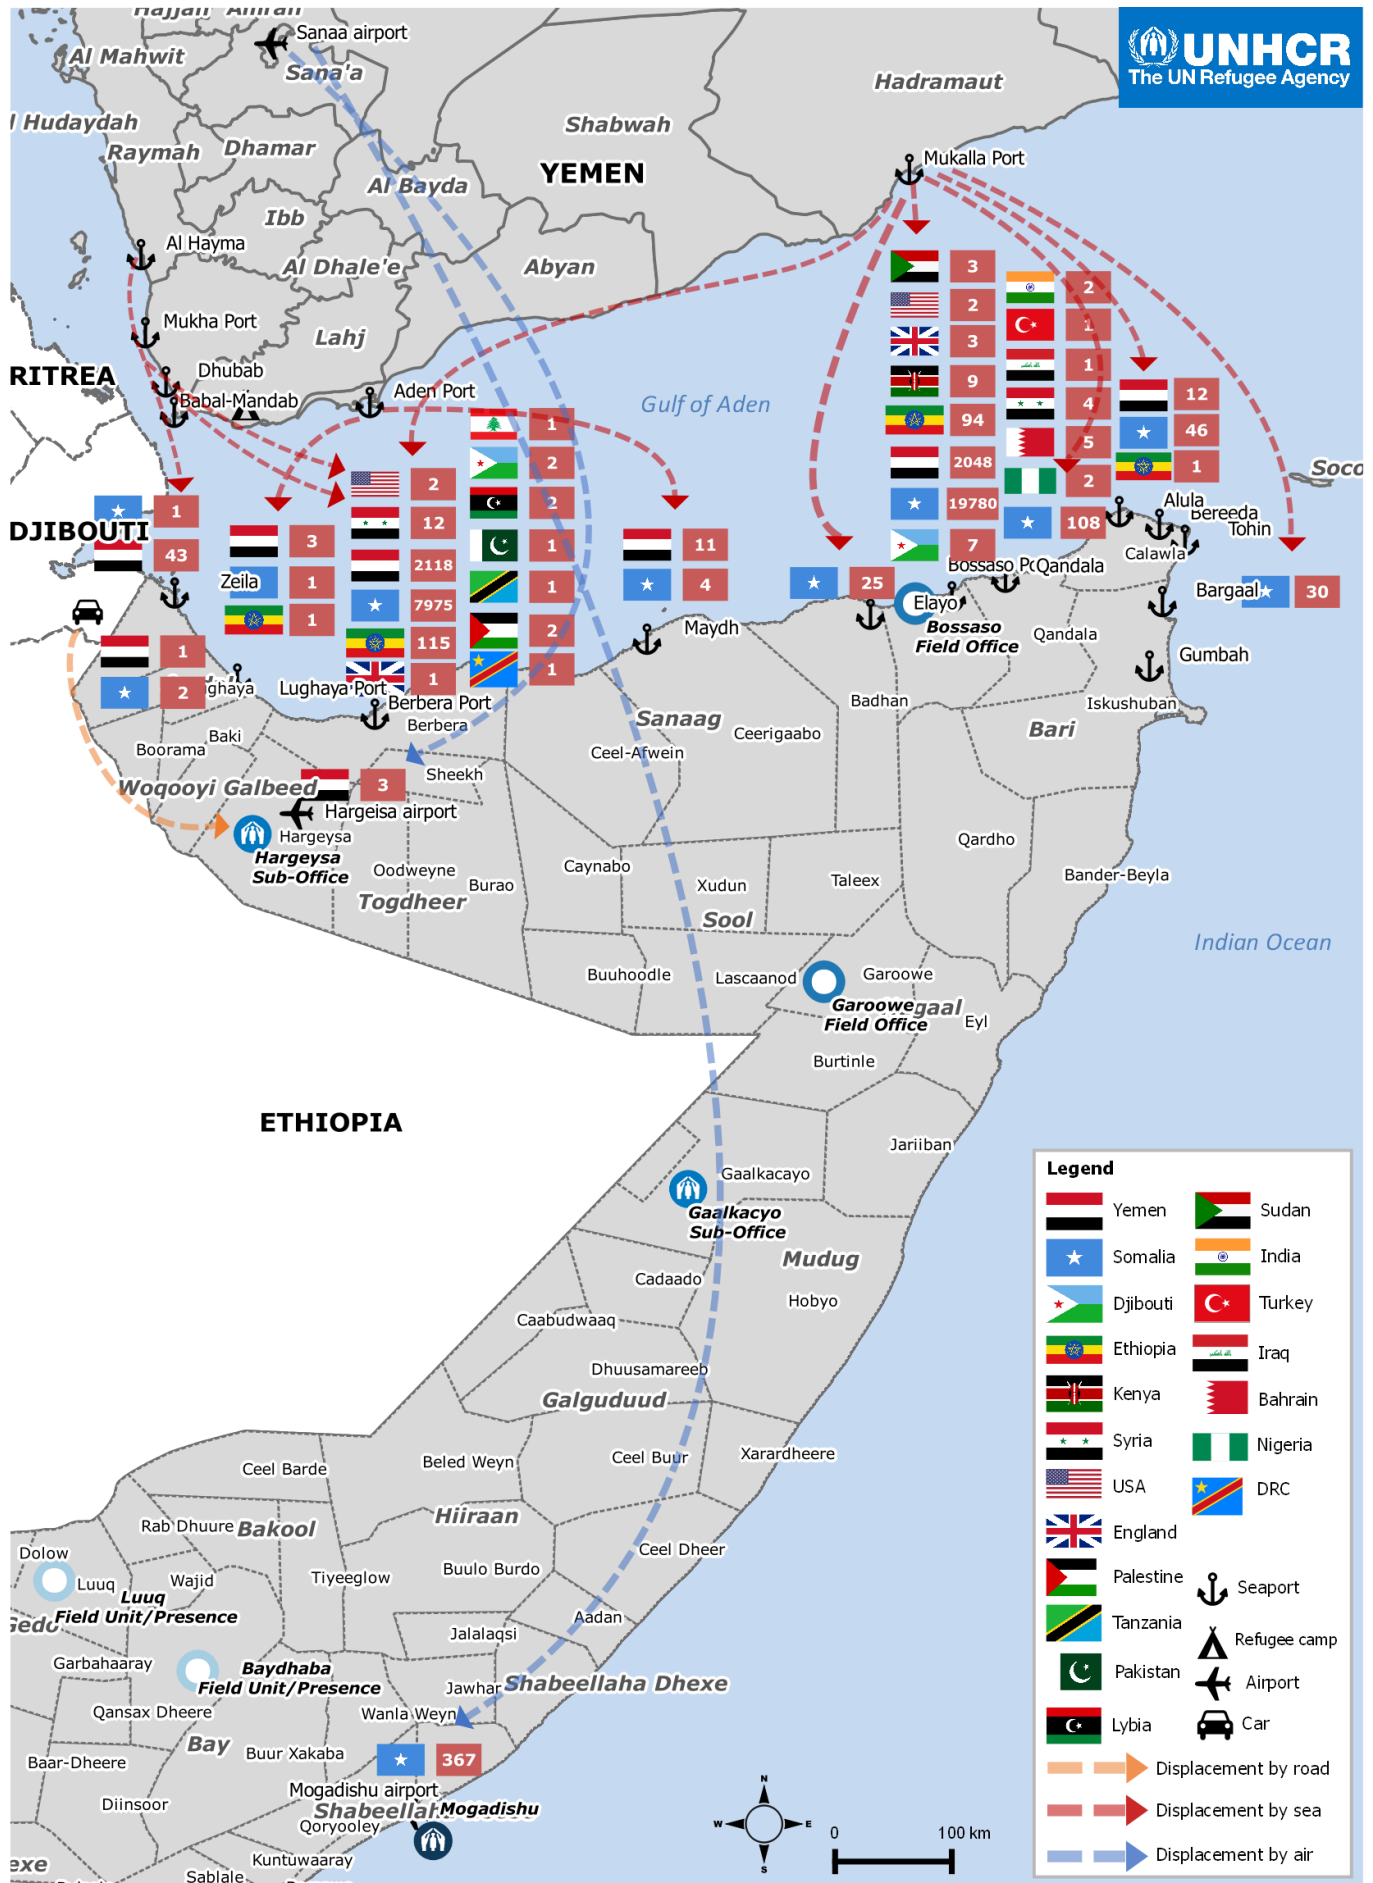 Hajjah Amran
Sanaa airport
UNHCR
The UN Refugee Agency
Al Mahwit
Sana'a
Hadramaut
l Hudaydah
Shabwah
Raymah
Dhamar
Mukalla Port
YEMEN
Al Bayda
Ibb
Al Hayma
Al Dhale'e
Abyan
3
2
2
Mukha Port
1
Lahj
3
1
RITREA
Dhubab
9
Aden Port
12
Babal-Mandab
Gulf of Aden
4
94
1
46
5
2
2048
1
Soco
2
2
2
19780
Alula
1
12
108
Bereeda
Tohin
DJIBOUTI
43
3
1
11
7
Calawla
2118
Bossaso Po
Qandala
Zeila
1
1
4
25
Bargaal
30
7975
Elayo
1
2
Maydh
Bossaso
Field Office
Qandala
1
115
Gumbah
2
ghaya
Lughaya Port
1
1
Badhan
Iskushuban
Berbera Port
Berbera
Sanaag
Ceerigaabo
Bari
Baki
Boorama
Ceel-Afwein
Sheekh
Woqooyi Galbeed
3
Hargeisa airport
Hargeysa
Qardho
Hargeysa
Sub-Office
Oodweyne
Caynabo
Bander-Beyla
Burao
Xudun
Taleex
Togdheer
Sool
Indian Ocean
Buuhoodle
Lascaanod
Garoowe
Garoowe
Field Office
gaal
Eyl
Burtinle
ETHIOPIA
Jariiban
Gaalkacayo
Gaalkacyo
Sub-Office
Mudug
Cadaado
Hobyo
Caabudwaaq
Dhuusamareeb
Galguduud
Ceel Barde
Beled Weyn
Ceel Buur
Xarardheere
Rab Dhuure
Bakool
Hiiraan
Dolow
Ceel Dheer
Luuq
Wajid
Tiyeeglow
Buulo Burdo
Luuq
Field Unit/Presence
Gedo
Aadan
Jalalaqsi
Garbahaaray
Baydhaba
Field Unit/Presence
Jawhar
Shabeellaha Dhexe
Qansax Dheere
Wanla Weyn
Bay
Buur Xakaba
367
Baar-Dheere
Mogadishu airport
Diinsoor
Shabeellah
Mogadishu
Qoryooley
Kuntuwaaray
exe
Sablale
N
W
E
S
0
100 km
Legend
Yemen
Sudan
Somalia
India
Djibouti
Turkey
Ethiopia
Iraq
Kenya
Bahrain
Syria
Nigeria
USA
DRC
England
Palestine
Seaport
Tanzania
Refugee camp
Pakistan
Airport
Lybia
Car
Displacement by road
Displacement by sea
Displacement by air